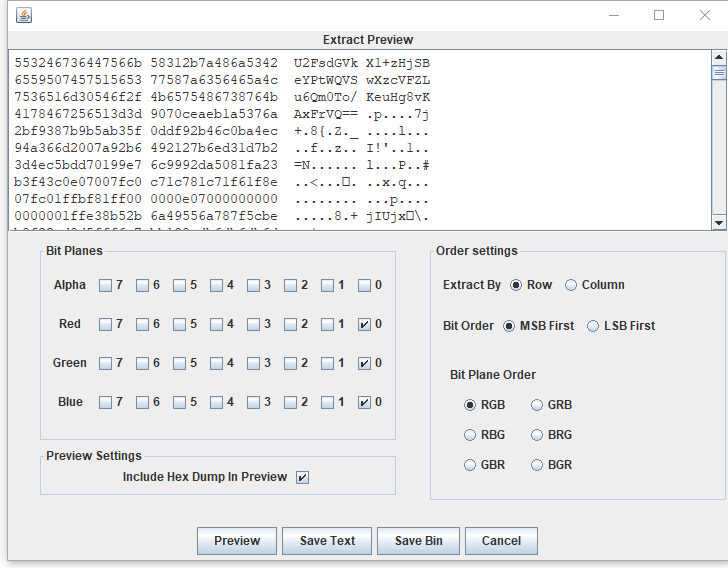 Extract Preview
553246736447566b 58312b7a486a5342 U2FsdGVk X1+zHjSB
6559507457515653 77587a6356465a4c eYPtWQVS wXzcVFZL
7536516d30546f2f 4b6575486738764b u6Qm0To/ KeuHg8vK
4178467256513d3d 9070ceaeb1a5376a AxFrVQ== .p....7j
2bf9387b9b5ab35f 0ddf92b46c0ba4ec +.8{.Z._ ....l...
94a366d2007a92b6 492127b6ed31d7b2 ..f..z.. I!'..1..
3d4ec5bdd70199e7 6c9992da5081fa23 =N...... l...P..#
b3f43c0e07007fc0 c71c781c71f61f8e ..<...□. ..x.q...
07fc01ffbf81ff00 0000e07000000000 ........ ...p....
0000001ffe38b52b 6a49556a787f5cbe .....8.+ jIUjx□\.
Bit Planes
Alpha 7 6 5 4 3 2 1 0
Red 7 6 5 4 3 2 1 0
Green 7 6 5 4 3 2 1 0
Blue 7 6 5 4 3 2 1 0
Preview Settings
Include Hex Dump In Preview
Order settings
Extract By Row Column
Bit Order MSB First LSB First
Bit Plane Order
RGB GRB
RBG BRG
GBR BGR
Preview Save Text Save Bin Cancel